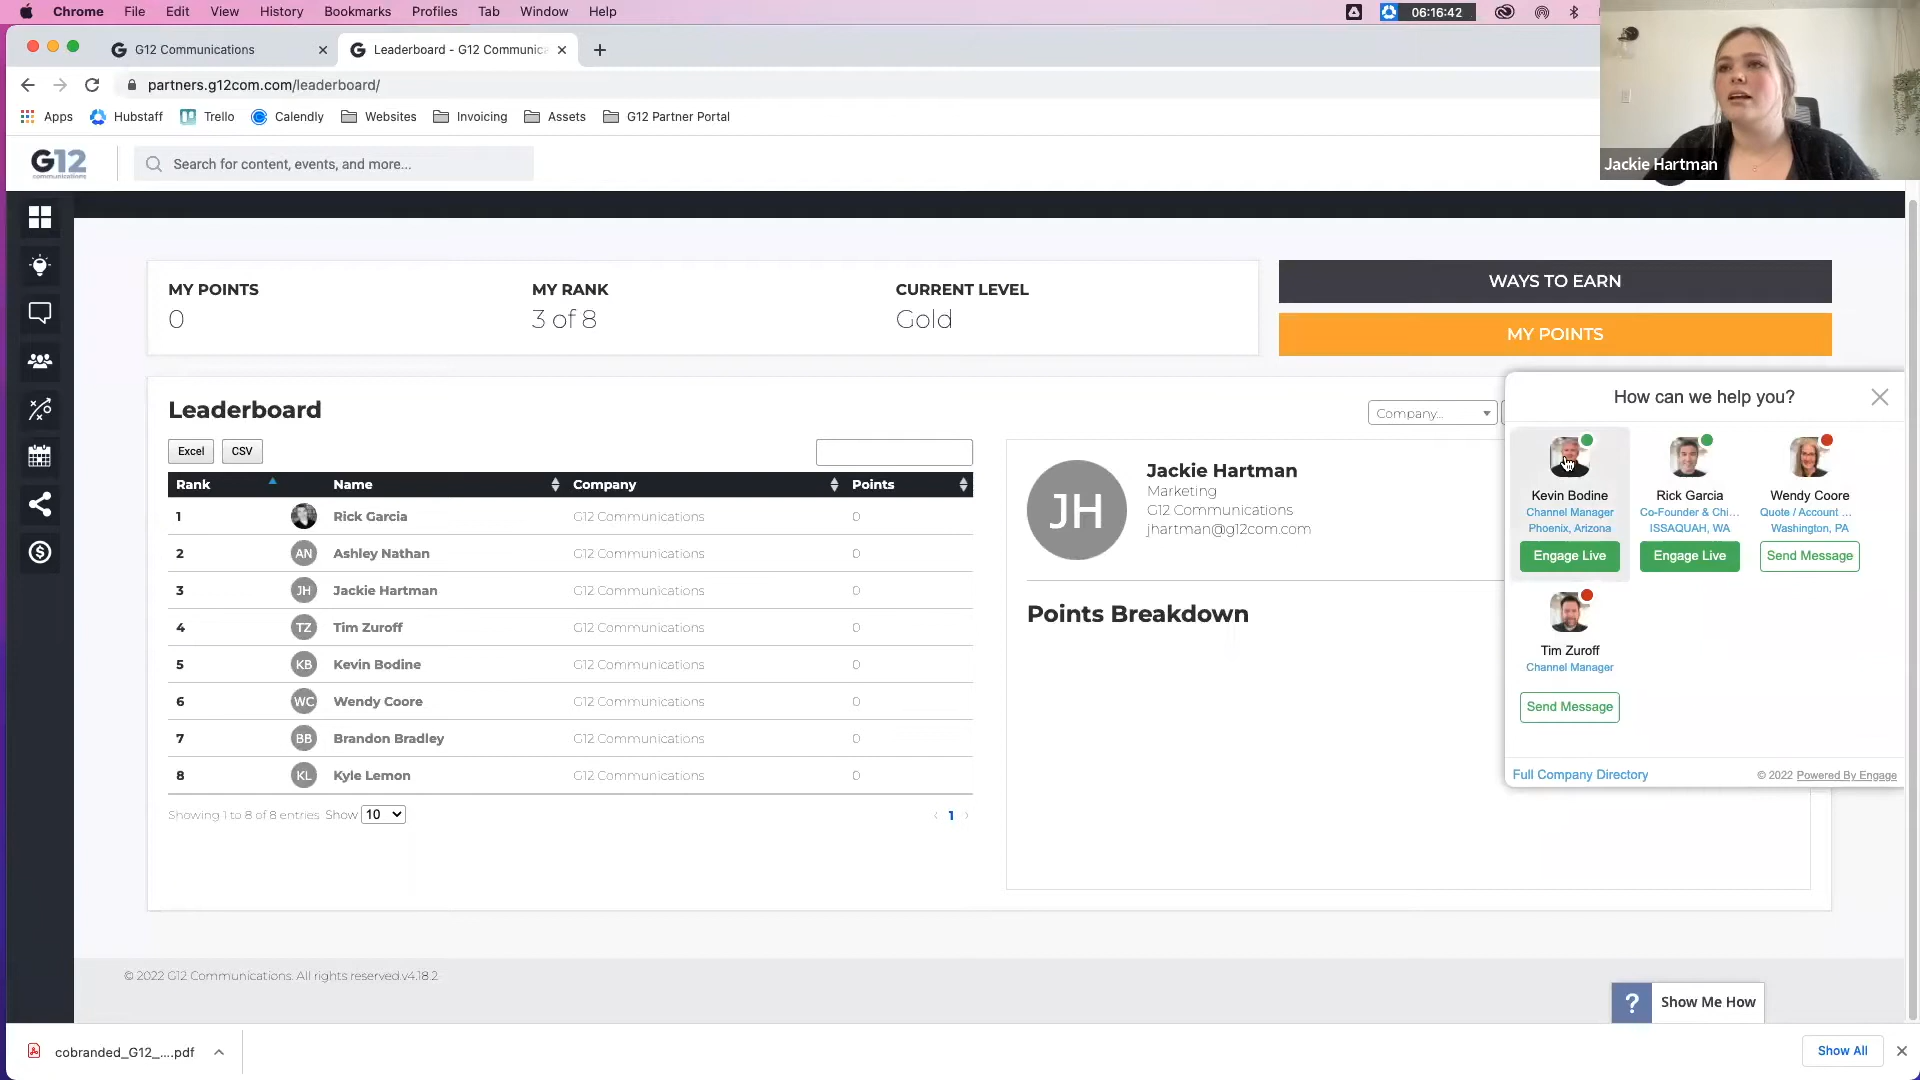 Chrome File Edit View History Bookmarks Profiles Tab Window Help
06:16:42
G12 Communications
Leaderboard - G12 Communic
partners.g12com.com/leaderboard/
Apps Hubstaff Trello Calendly Websites Invoicing Assets G12 Partner Portal
Jackie Hartman
G12
communications
Search for content, events, and more...
MY POINTS
0
MY RANK
3 of 8
CURRENT LEVEL
Gold
WAYS TO EARN
MY POINTS
Leaderboard
Excel CSV
Rank Name Company Points
1 Rick Garcia G12 Communications 0
2 AN Ashley Nathan G12 Communications 0
3 JH Jackie Hartman G12 Communications 0
4 TZ Tim Zuroff G12 Communications 0
5 KB Kevin Bodine G12 Communications 0
6 WC Wendy Coore G12 Communications 0
7 BB Brandon Bradley G12 Communications 0
8 KL Kyle Lemon G12 Communications 0
Showing 1 to 8 of 8 entries Show 10
‹ 1 ›
Company...
JH
Jackie Hartman
Marketing
G12 Communications
jhartman@g12com.com
Points Breakdown
How can we help you?
Kevin Bodine
Channel Manager
Phoenix, Arizona
Engage Live
Rick Garcia
Co-Founder & Chi...
ISSAQUAH, WA
Engage Live
Wendy Coore
Quote / Account ...
Washington, PA
Send Message
Tim Zuroff
Channel Manager
Send Message
Full Company Directory
© 2022 Powered By Engage
© 2022 G12 Communications. All rights reserved.v4.18.2
? Show Me How
cobranded_G12_....pdf
Show All